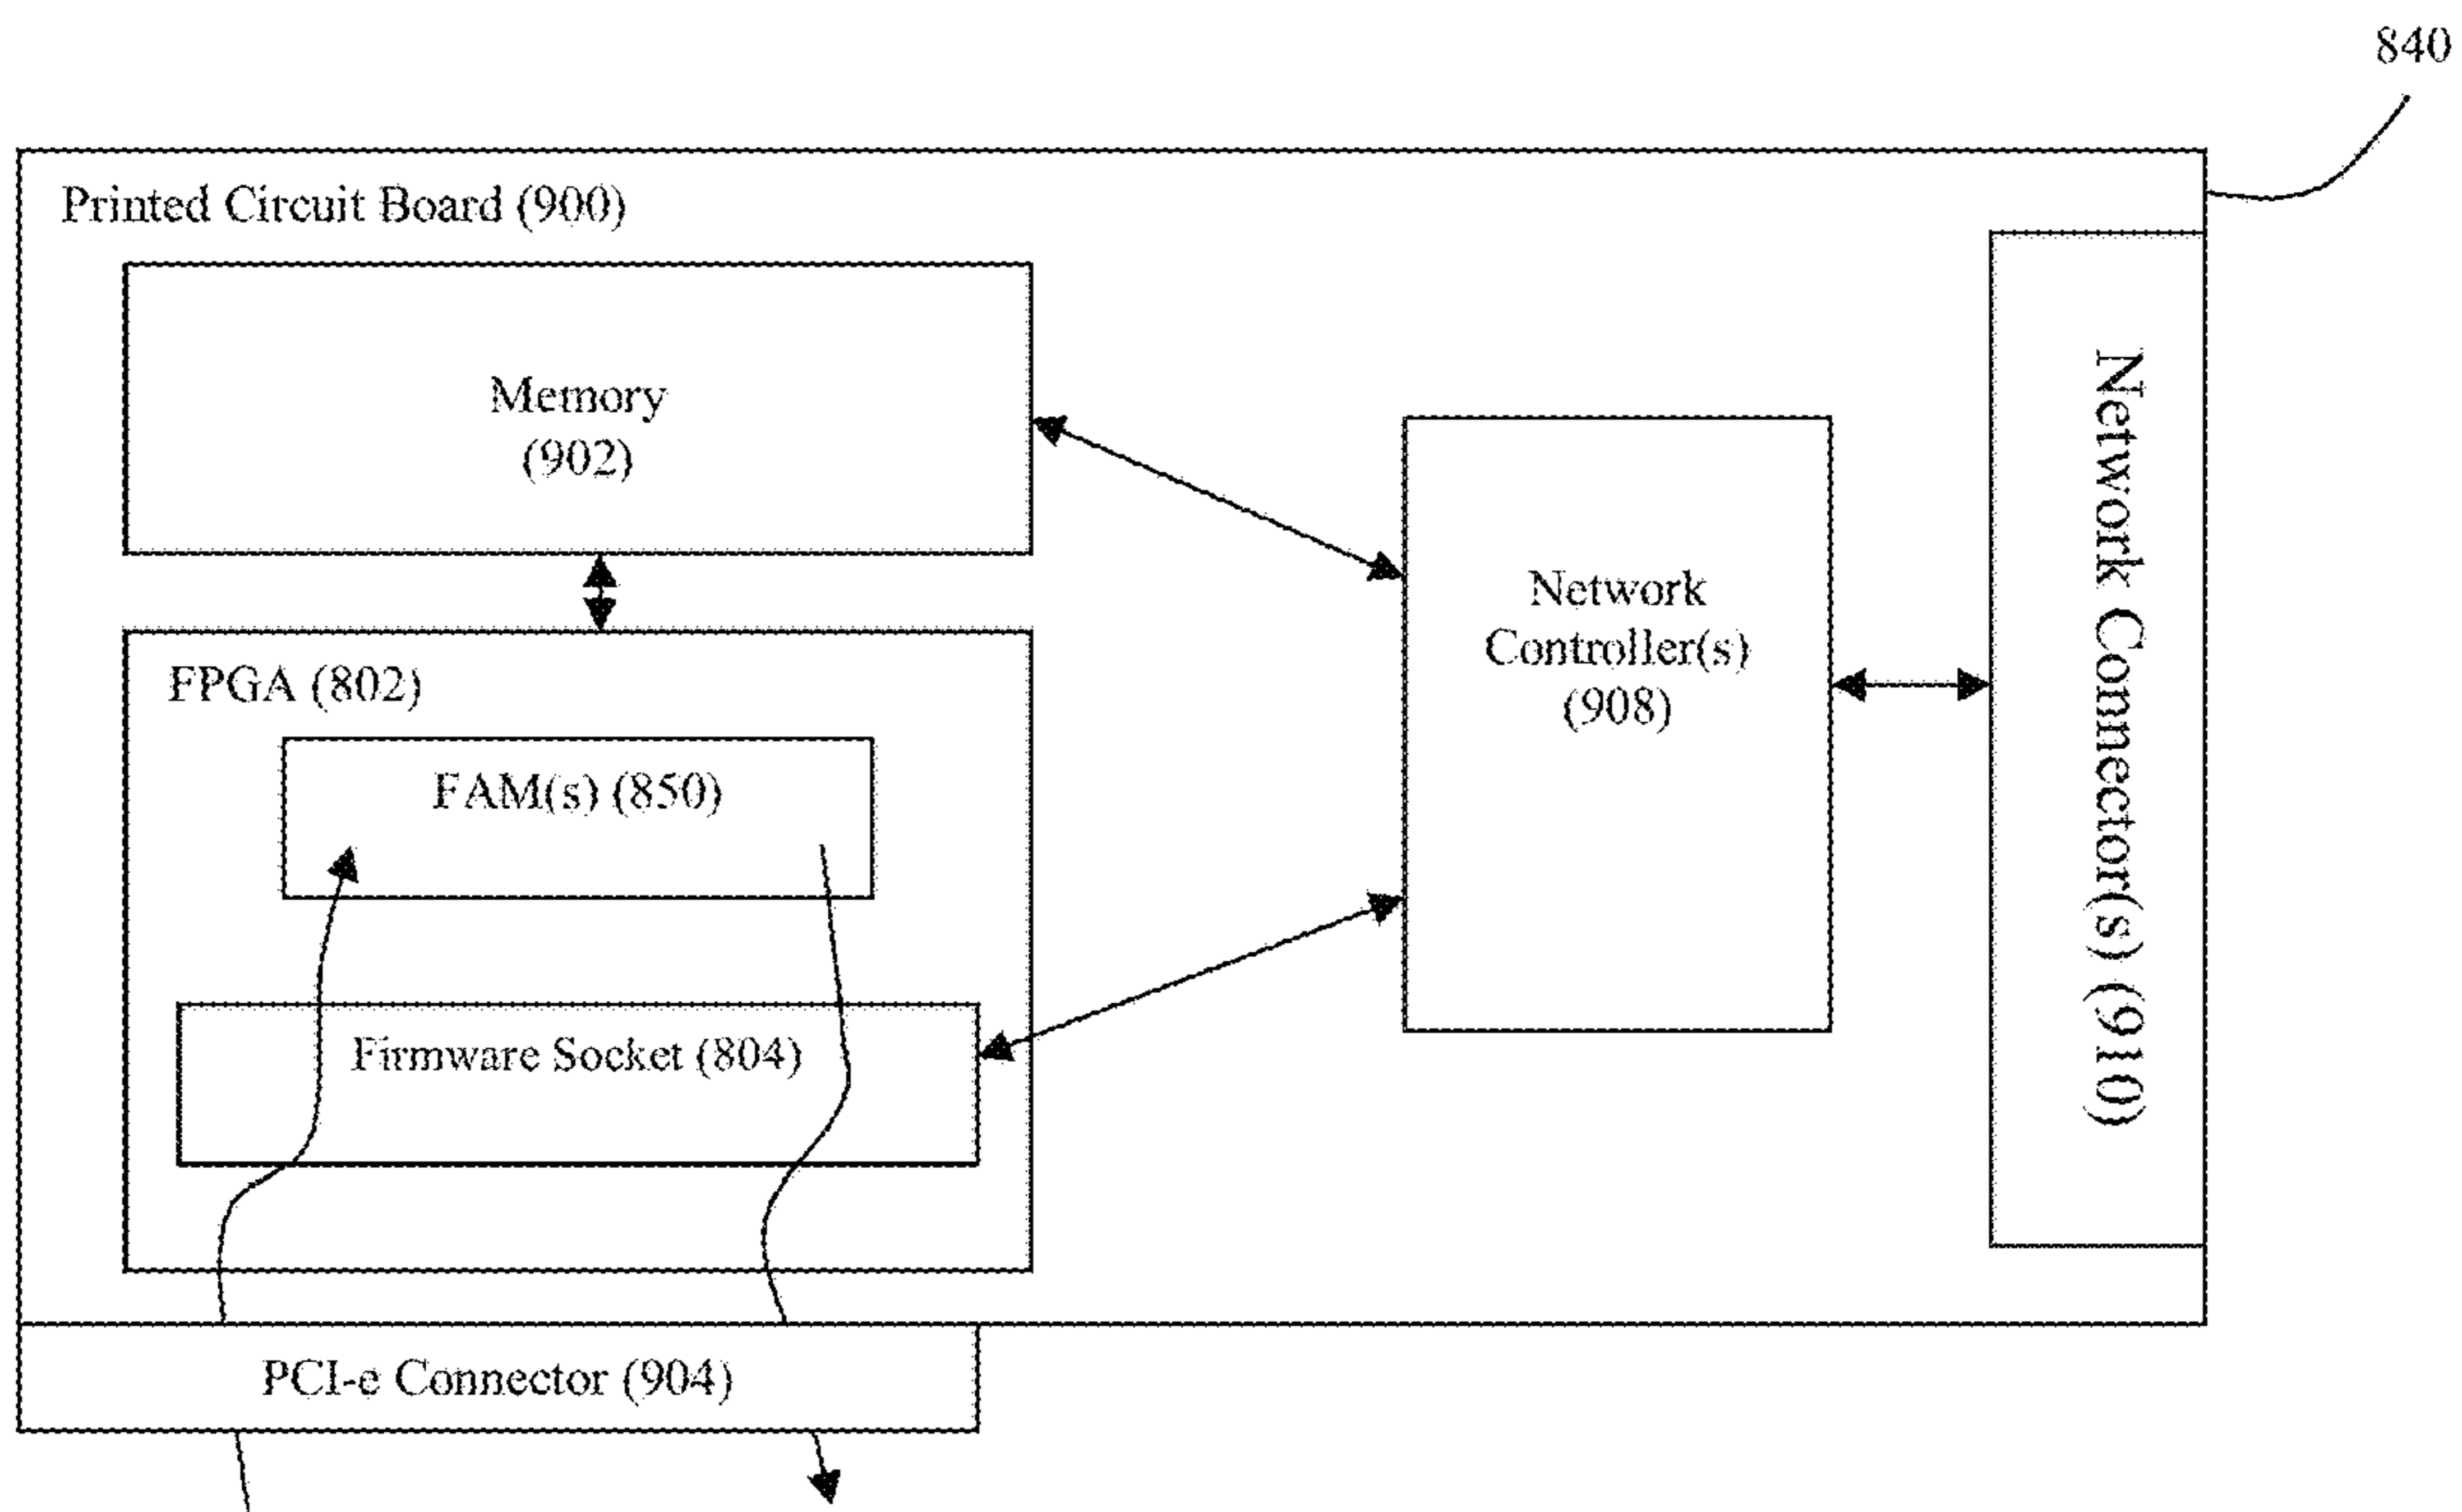 840
Printed Circuit Board (900)
Memory
(902)
Network
Controller(s)
(908)
Network Connector(s) (910)
FPGA (802)
FAM(s) (850)
Firmware Socket (804)
PCI-e Connector (904)